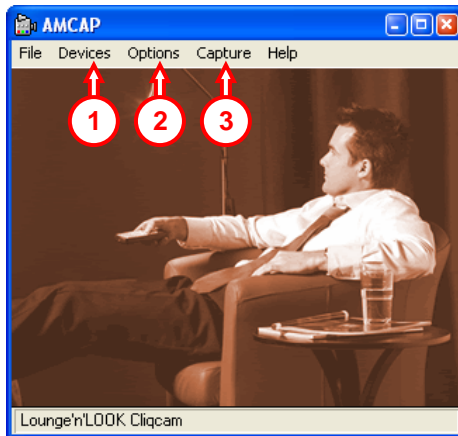 AMCAP
File Devices Options Capture Help
1 2 3
Lounge'n'LOOK Cliqcam